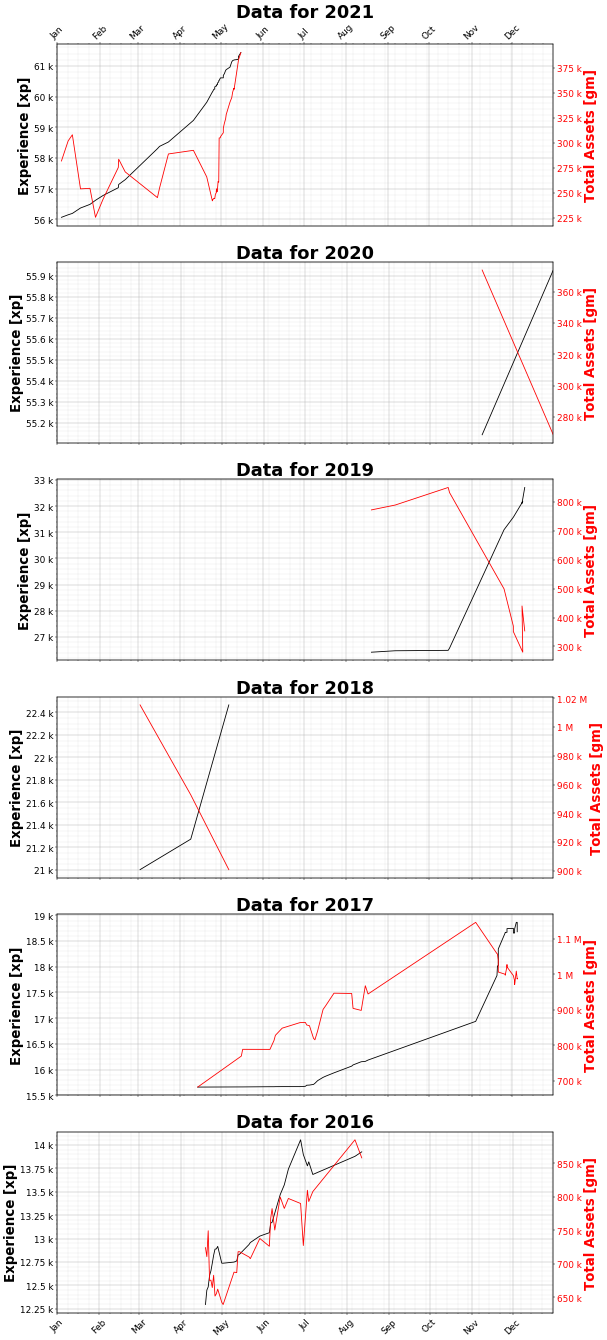 Data for 2021
Jan Feb Mar Apr May Jun Jul Aug Sep Oct Nov Dec
Experience [xp]
61 k
60 k
59 k
58 k
57 k
56 k
375 k
350 k
325 k
300 k
275 k
250 k
225 k
Total Assets [gm]
Data for 2020
Experience [xp]
55.9 k
55.8 k
55.7 k
55.6 k
55.5 k
55.4 k
55.3 k
55.2 k
360 k
340 k
320 k
300 k
280 k
Total Assets [gm]
Data for 2019
Experience [xp]
33 k
32 k
31 k
30 k
29 k
28 k
27 k
800 k
700 k
600 k
500 k
400 k
300 k
Total Assets [gm]
Data for 2018
Experience [xp]
22.4 k
22.2 k
22 k
21.8 k
21.6 k
21.4 k
21.2 k
21 k
1.02 M
1 M
980 k
960 k
940 k
920 k
900 k
Total Assets [gm]
Data for 2017
Experience [xp]
19 k
18.5 k
18 k
17.5 k
17 k
16.5 k
16 k
15.5 k
1.1 M
1 M
900 k
800 k
700 k
Total Assets [gm]
Data for 2016
Experience [xp]
14 k
13.75 k
13.5 k
13.25 k
13 k
12.75 k
12.5 k
12.25 k
850 k
800 k
750 k
700 k
650 k
Total Assets [gm]
Jan Feb Mar Apr May Jun Jul Aug Sep Oct Nov Dec